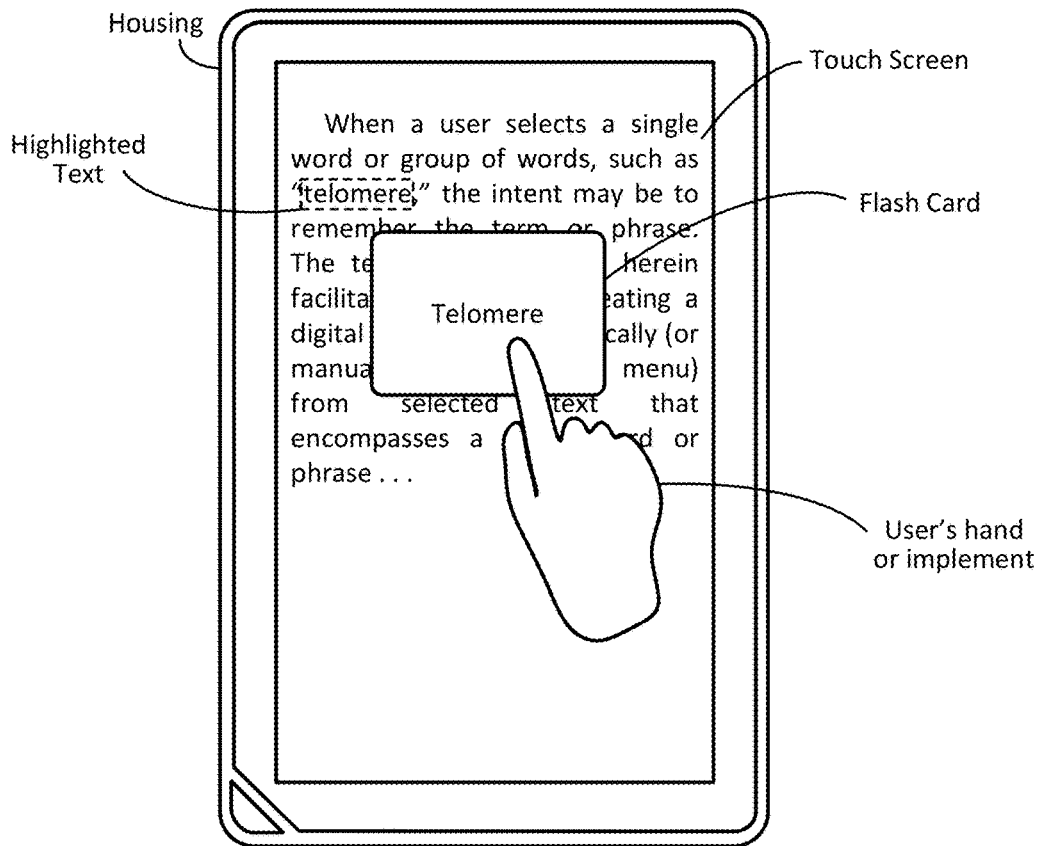 Housing
Touch Screen
Highlighted
Text
Flash Card
User’s hand
or implement
When a user selects a single
word or group of words, such as
“telomere,” the intent may be to
remember the term or phrase.
The herein
facilita eating a
digital cally (or
manua menu)
from selected text that
encompasses a rd or
phrase . . .
Telomere